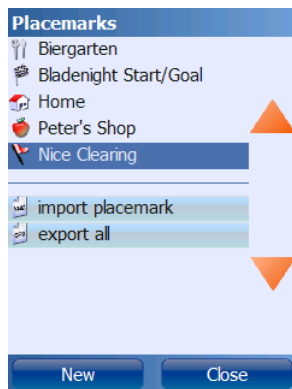 Placemarks
Biergarten
Bladenight Start/Goal
Home
Peter's Shop
Nice Clearing
import placemark
export all
New
Close